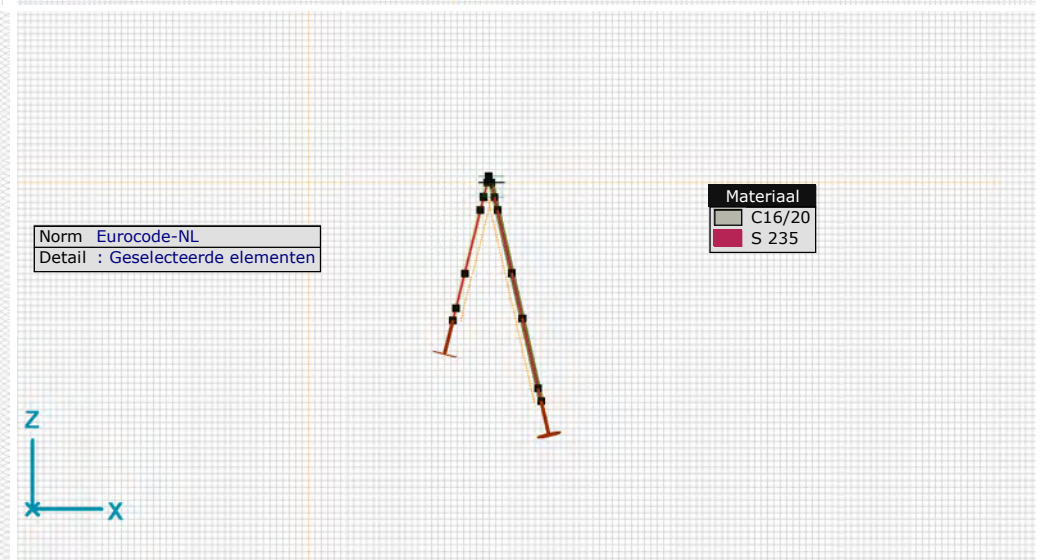 Materiaal
C16/20
S 235
Norm Eurocode-NL
Detail : Geselecteerde elementen
Z
X